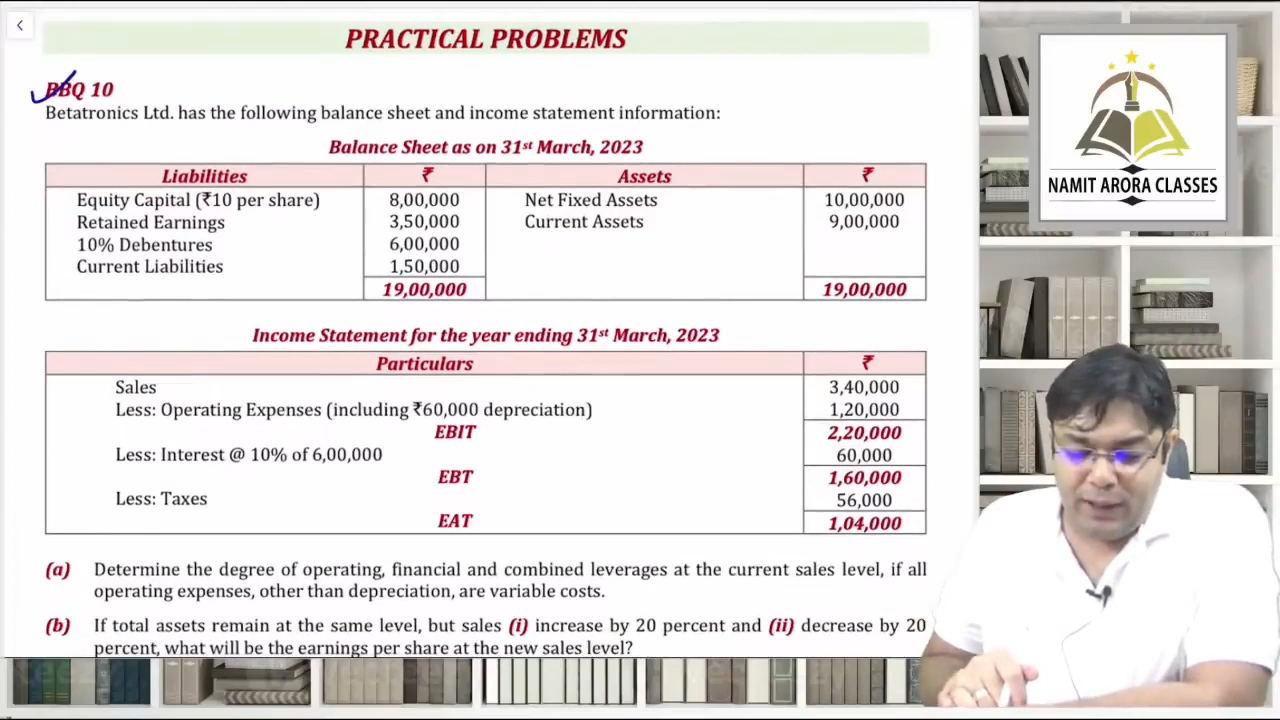 PRACTICAL PROBLEMS
BBQ 10
Betatronics Ltd. has the following balance sheet and income statement information:
Balance Sheet as on 31st March, 2023
Liabilities ₹ Assets ₹
Equity Capital (₹10 per share) 8,00,000 Net Fixed Assets 10,00,000
Retained Earnings 3,50,000 Current Assets 9,00,000
10% Debentures 6,00,000
Current Liabilities 1,50,000
19,00,000 19,00,000
Income Statement for the year ending 31st March, 2023
Particulars ₹
Sales 3,40,000
Less: Operating Expenses (including ₹60,000 depreciation) 1,20,000
EBIT 2,20,000
Less: Interest @ 10% of 6,00,000 60,000
EBT 1,60,000
Less: Taxes 56,000
EAT 1,04,000
(a) Determine the degree of operating, financial and combined leverages at the current sales level, if all
operating expenses, other than depreciation, are variable costs.
(b) If total assets remain at the same level, but sales (i) increase by 20 percent and (ii) decrease by 20
percent, what will be the earnings per share at the new sales level?
NAMIT ARORA CLASSES